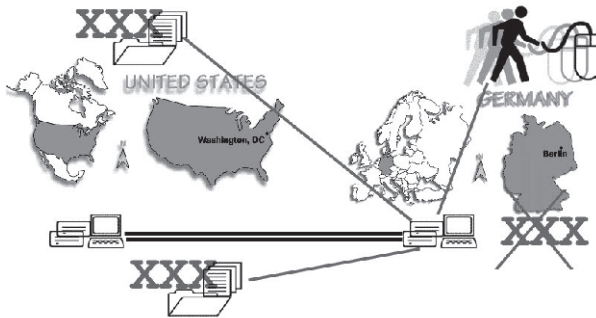 XXX
UNITED STATES
GERMANY
Washington, DC
Berlin
XXX
XXX